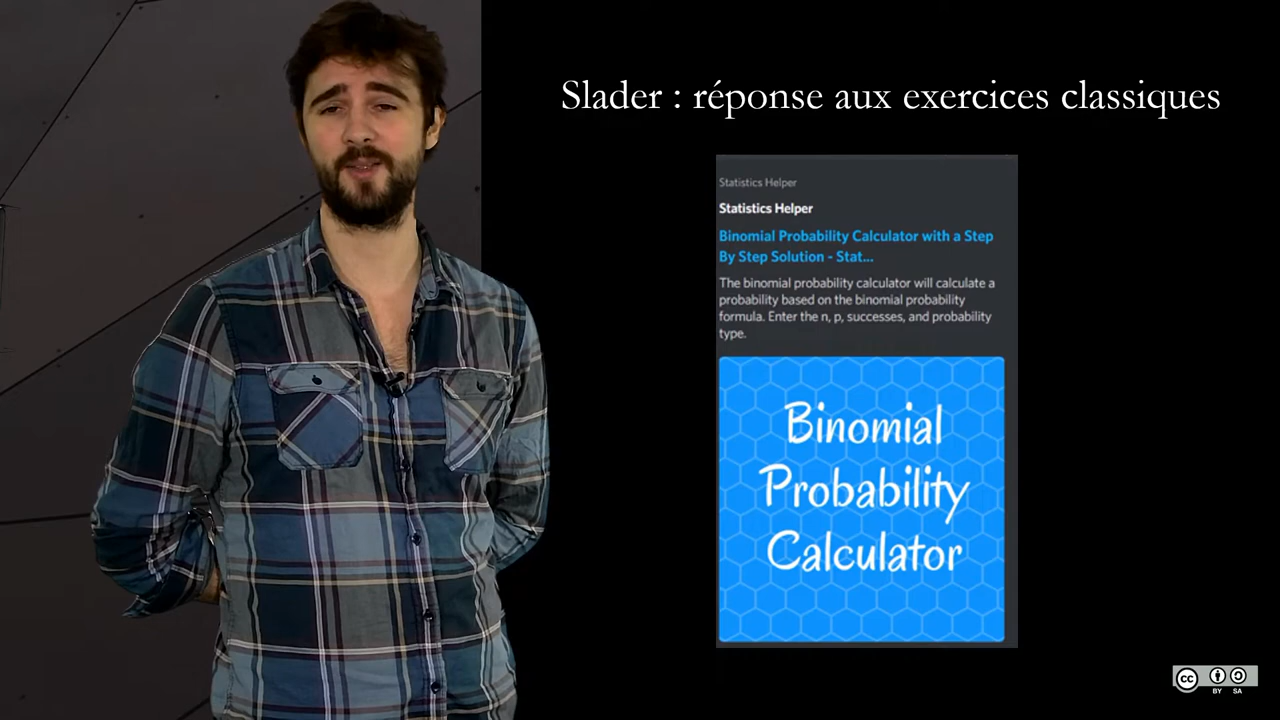 Slader : réponse aux exercices classiques
Statistics Helper
Statistics Helper
Binomial Probability Calculator with a Step
By Step Solution - Stat...
The binomial probability calculator will calculate a
probability based on the binomial probability
formula. Enter the n, p, successes, and probability
type.
Binomial
Probability
Calculator
cc
BY SA